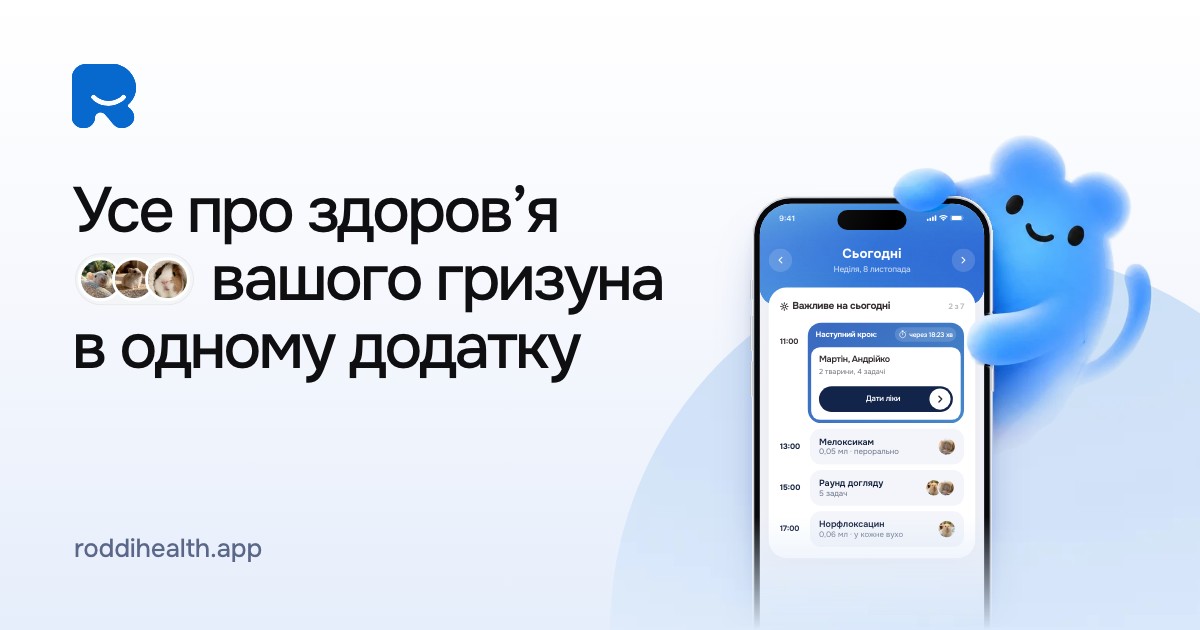 Усе про здоров’я
вашого гризуна
в одному додатку
roddihealth.app
9:41
Сьогодні
Неділя, 8 листопада
Важливе на сьогодні
2 з 7
11:00
Наступний крок:
через 18:23 хв
Мартін, Андрійко
2 тварини, 4 задачі
Дати ліки
13:00
Мелоксикам
0,05 мл · перорально
15:00
Раунд догляду
5 задач
17:00
Норфлоксацин
0,06 мл · у кожне вухо